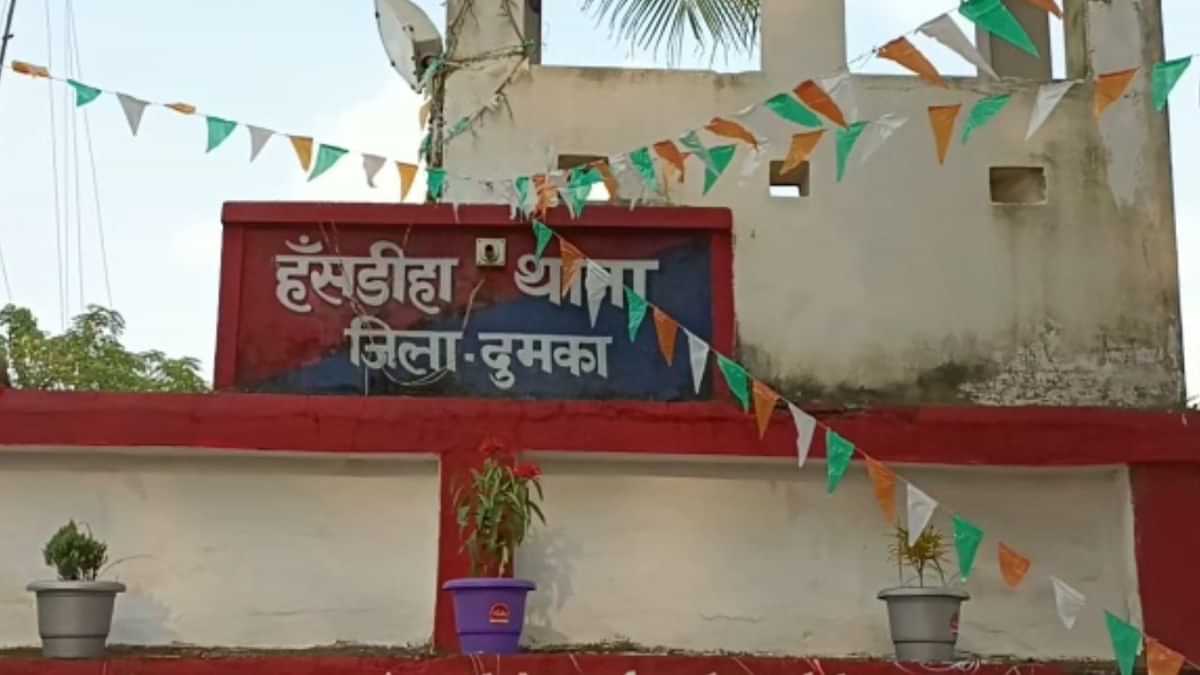 हँसडीहा थाना
जिला - दुमका